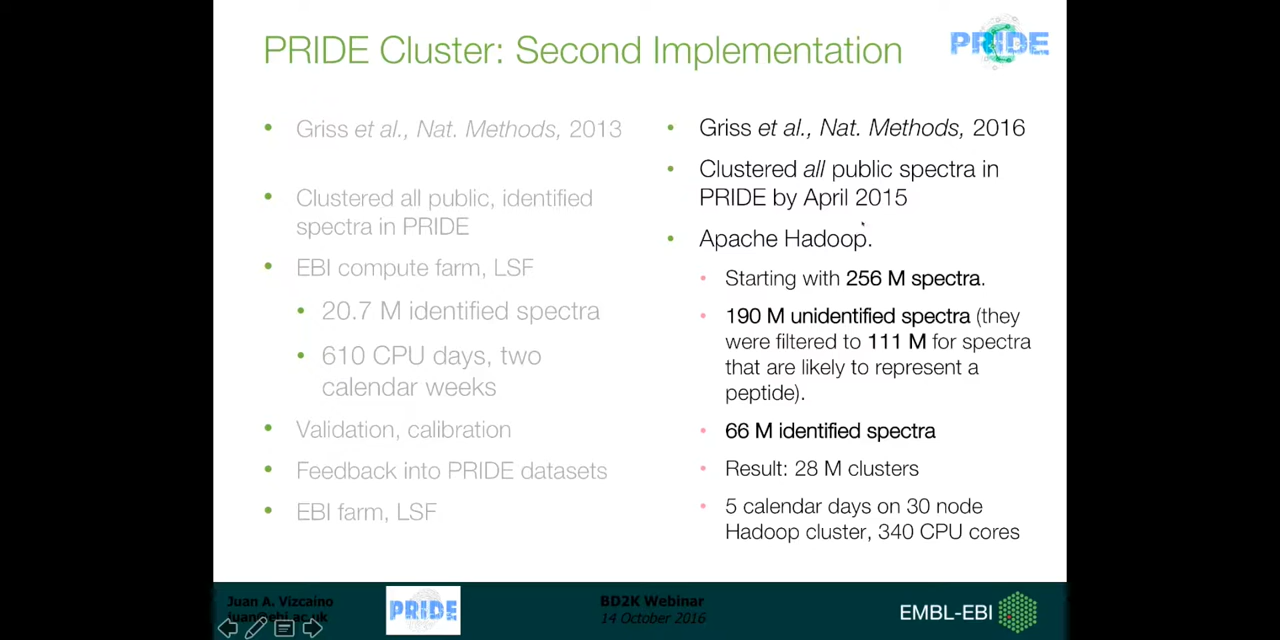 PRIDE Cluster: Second Implementation
PRIDE
Griss et al., Nat. Methods, 2013
Clustered all public, identified
spectra in PRIDE
EBI compute farm, LSF
20.7 M identified spectra
610 CPU days, two
calendar weeks
Validation, calibration
Feedback into PRIDE datasets
EBI farm, LSF
Griss et al., Nat. Methods, 2016
Clustered all public spectra in
PRIDE by April 2015
Apache Hadoop.
Starting with 256 M spectra.
190 M unidentified spectra (they
were filtered to 111 M for spectra
that are likely to represent a
peptide).
66 M identified spectra
Result: 28 M clusters
5 calendar days on 30 node
Hadoop cluster, 340 CPU cores
Juan A. Vizcaino
juan@ebi.ac.uk
PRIDE
BD2K Webinar
14 October 2016
EMBL-EBI